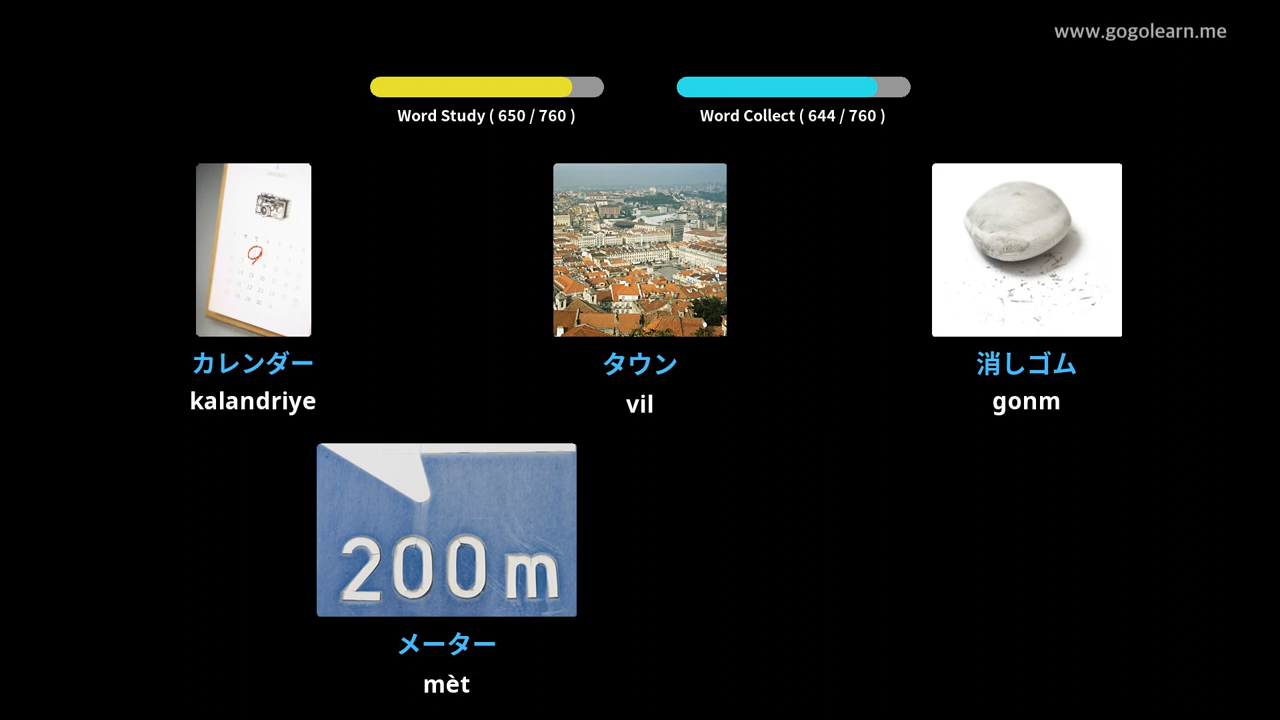 www.gogolearn.me
Word Study ( 650 / 760 )
Word Collect ( 644 / 760 )
カレンダー
kalandriye
タウン
vil
消しゴム
gonm
200 m
メーター
mèt